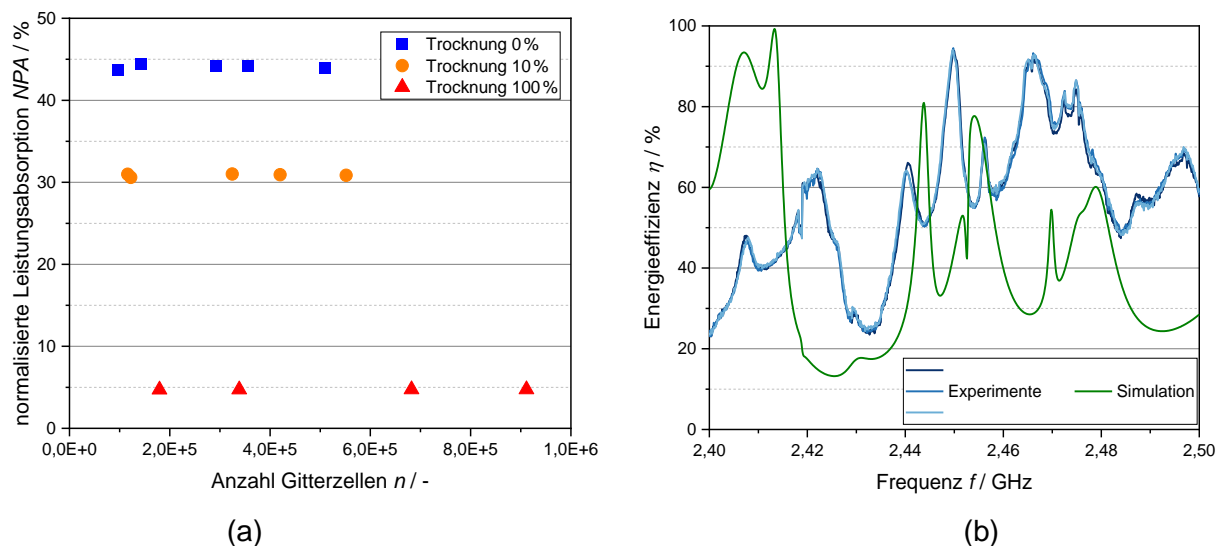 50
40
30
20
10
0
normalisierte Leistungsabsorption NPA / %
Trocknung 0 %
Trocknung 10 %
Trocknung 100 %
0,0E+0
2,0E+5
4,0E+5
6,0E+5
8,0E+5
1,0E+6
Anzahl Gitterzellen n / -
(a)
100
80
60
40
20
0
Energieeffizienz η / %
Experimente
Simulation
2,40
2,42
2,44
2,46
2,48
2,50
Frequenz f / GHz
(b)